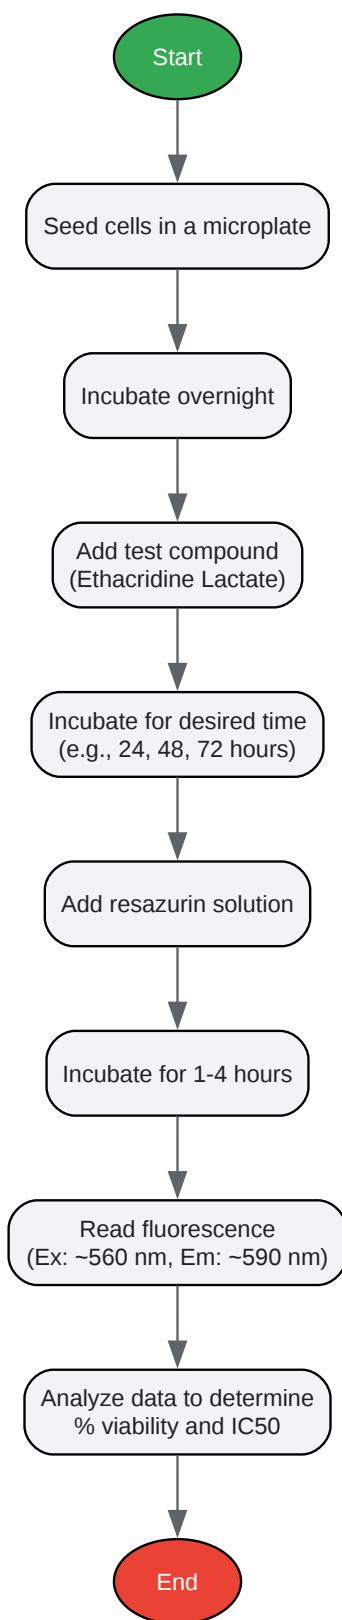 Start
Seed cells in a microplate
Incubate overnight
Add test compound
(Ethacridine Lactate)
Incubate for desired time
(e.g., 24, 48, 72 hours)
Add resazurin solution
Incubate for 1-4 hours
Read fluorescence
(Ex: ~560 nm, Em: ~590 nm)
Analyze data to determine
% viability and IC50
End